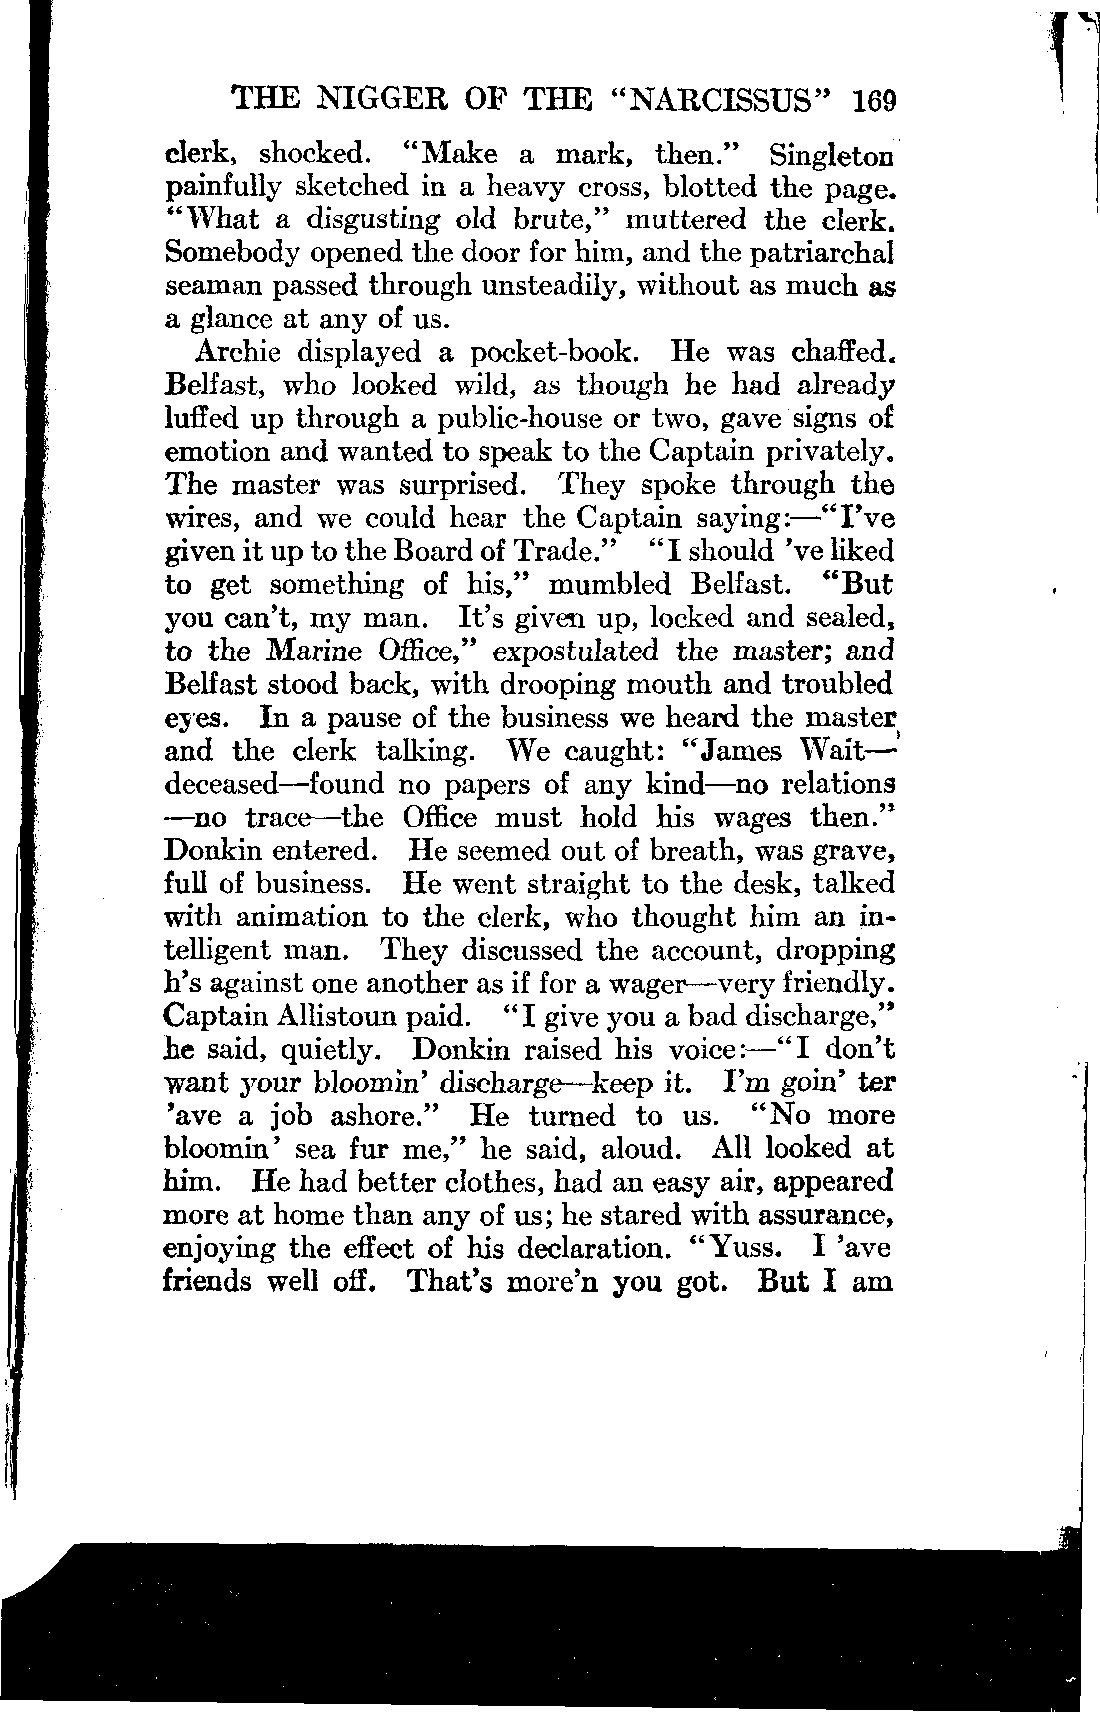 THE NIGGER OF THE “NARCISSUS” 169
clerk, shocked. “Make a mark, then.” Singleton
painfully sketched in a heavy cross, blotted the page.
“What a disgusting old brute,” muttered the clerk.
Somebody opened the door for him, and the patriarchal
seaman passed through unsteadily, without as much as
a glance at any of us.
Archie displayed a pocket-book. He was chaffed.
Belfast, who looked wild, as though he had already
luffed up through a public-house or two, gave signs of
emotion and wanted to speak to the Captain privately.
The master was surprised. They spoke through the
wires, and we could hear the Captain saying:—“I’ve
given it up to the Board of Trade.” “I should ’ve liked
to get something of his,” mumbled Belfast. “But
you can’t, my man. It’s given up, locked and sealed,
to the Marine Office,” expostulated the master; and
Belfast stood back, with drooping mouth and troubled
eyes. In a pause of the business we heard the master
and the clerk talking. We caught: “James Wait—
deceased—found no papers of any kind—no relations
—no trace—the Office must hold his wages then.”
Donkin entered. He seemed out of breath, was grave,
full of business. He went straight to the desk, talked
with animation to the clerk, who thought him an in-
telligent man. They discussed the account, dropping
h’s against one another as if for a wager—very friendly.
Captain Allistoun paid. “I give you a bad discharge,”
he said, quietly. Donkin raised his voice:—“I don’t
want your bloomin’ discharge—keep it. I’m goin’ ter
’ave a job ashore.” He turned to us. “No more
bloomin’ sea fur me,” he said, aloud. All looked at
him. He had better clothes, had an easy air, appeared
more at home than any of us; he stared with assurance,
enjoying the effect of his declaration. “Yuss. I ’ave
friends well off. That’s more’n you got. But I am